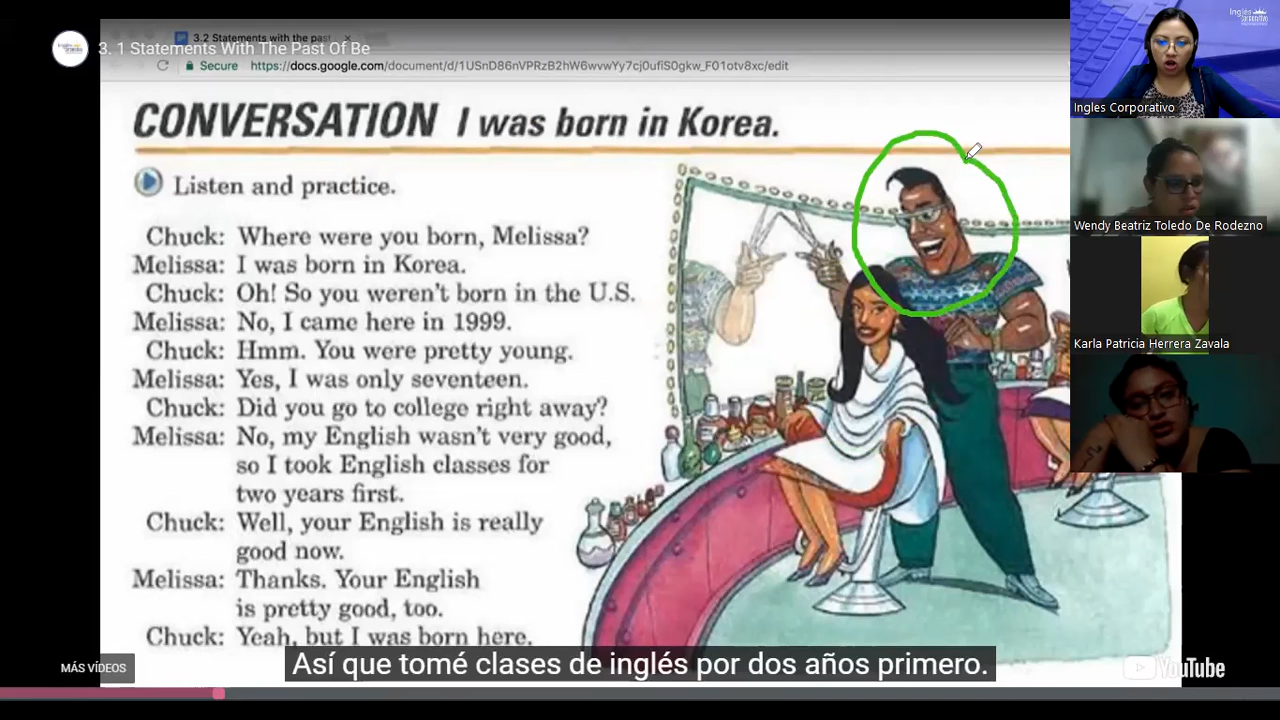 3.2 Statements with the past
3. 1 Statements With The Past Of Be
Secure https://docs.google.com/document/d/1USnD86nVPRzB2hW6wvwYy7cj0ufiS0gkw_F01otv8xc/edit
Ingles
CORPORATIVO
Ingles Corporativo
CONVERSATION I was born in Korea.
Listen and practice.
Chuck: Where were you born, Melissa?
Melissa: I was born in Korea.
Chuck: Oh! So you weren't born in the U.S.
Melissa: No, I came here in 1999.
Chuck: Hmm. You were pretty young.
Melissa: Yes, I was only seventeen.
Chuck: Did you go to college right away?
Melissa: No, my English wasn't very good,
so I took English classes for
two years first.
Chuck: Well, your English is really
good now.
Melissa: Thanks. Your English
is pretty good, too.
Chuck: Yeah, but I was born here.
Wendy Beatriz Toledo De Rodezno
Karla Patricia Herrera Zavala
Así que tomé clases de inglés por dos años primero.
MÁS VÍDEOS
YouTube